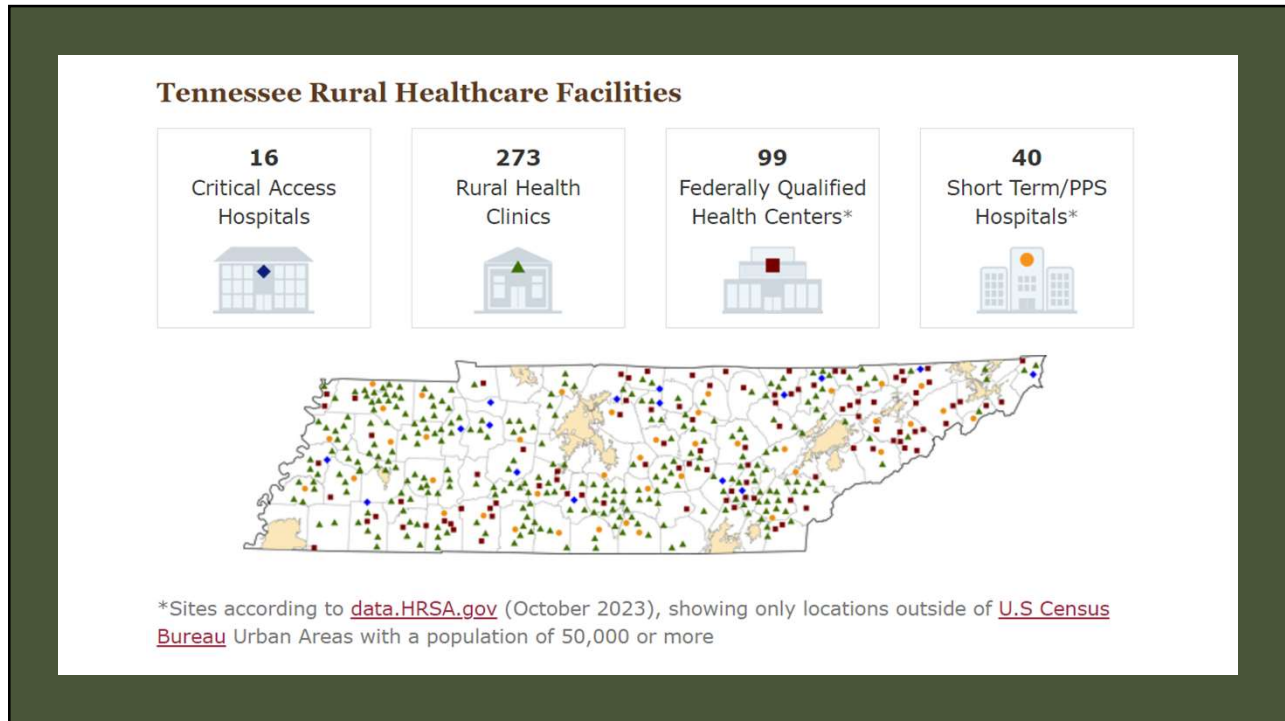 Tennessee Rural Healthcare Facilities
16
Critical Access
Hospitals
273
Rural Health
Clinics
99
Federally Qualified
Health Centers*
40
Short Term/PPS
Hospitals*
*Sites according to data.HRSA.gov (October 2023), showing only locations outside of U.S Census
Bureau Urban Areas with a population of 50,000 or more